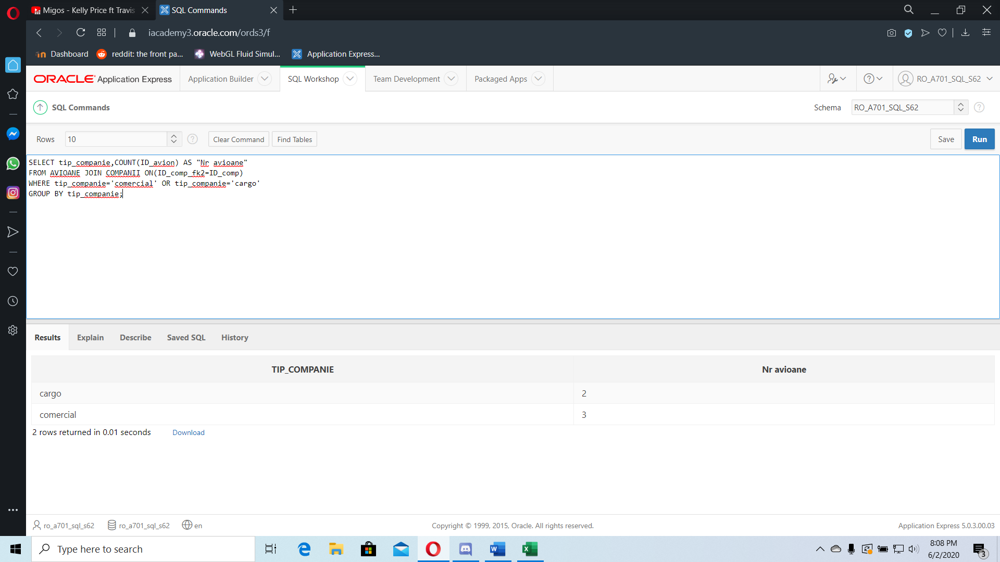 Migos - Kelly Price ft Travis
SQL Commands
iacademy3.oracle.com/ords3/f
Dashboard
reddit: the front pa...
WebGL Fluid Simul...
Application Express...
ORACLE Application Express
Application Builder
SQL Workshop
Team Development
Packaged Apps
RO_A701_SQL_S62
SQL Commands
Schema
RO_A701_SQL_S62
Rows
10
Clear Command
Find Tables
Save
Run
SELECT tip_companie,COUNT(ID_avion) AS "Nr avioane"
FROM AVIOANE JOIN COMPANII ON(ID_comp_fk2=ID_comp)
WHERE tip_companie='comercial' OR tip_companie='cargo'
GROUP BY tip_companie;
Results
Explain
Describe
Saved SQL
History
TIP_COMPANIE
Nr avioane
cargo
2
comercial
3
2 rows returned in 0.01 seconds
Download
ro_a701_sql_s62
ro_a701_sql_s62
en
Copyright © 1999, 2015, Oracle. All rights reserved.
Application Express 5.0.3.00.03
Type here to search
8:08 PM
6/2/2020
3